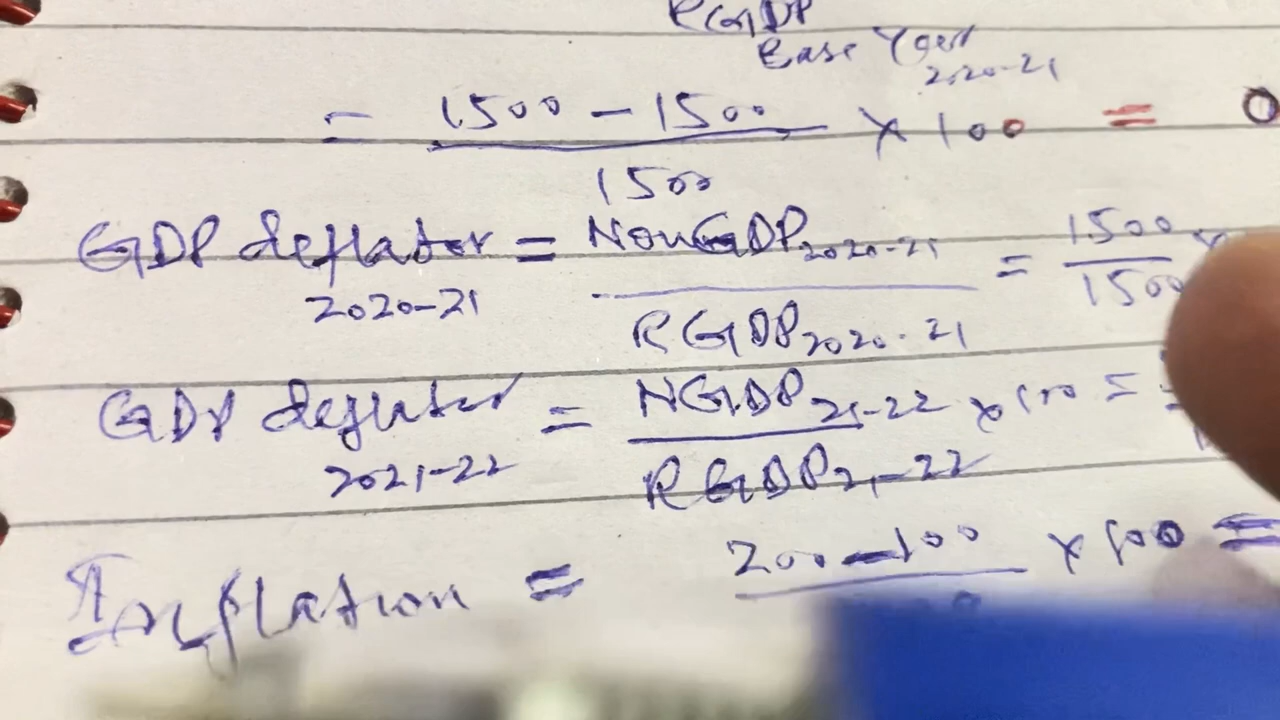 RGDP
Base Year
2020-21
= 1500 - 1500 × 100 = 0
1500
GDP deflator = NomGDP2020-21 = 1500 ×
2020-21 RGDP2020-21 1500
GDP deflator = NGDP21-22 × 100 =
2021-22 RGDP21-22
Inflation = 200-100 × 100 =